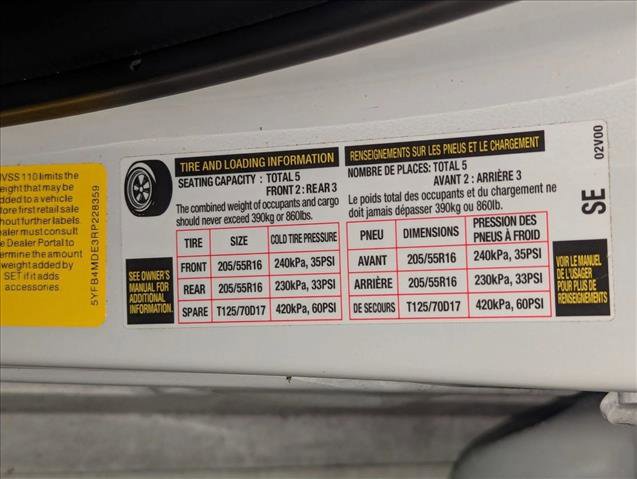 VSS 110 limits the
eight that may be
dded to a vehicle
fore first retail sale
thout further labels.
ealer must consult
e Dealer Portal to
ermine the amount
weight added by
SET if it adds
accessories.
5YFB4MDE3RP228359
TIRE AND LOADING INFORMATION
SEATING CAPACITY : TOTAL 5
FRONT 2 : REAR 3
The combined weight of occupants and cargo
should never exceed 390kg or 860lbs.
SEE OWNER'S
MANUAL FOR
ADDITIONAL
INFORMATION.
TIRE SIZE COLD TIRE PRESSURE
FRONT 205/55R16 240kPa, 35PSI
REAR 205/55R16 230kPa, 33PSI
SPARE T125/70D17 420kPa, 60PSI
RENSEIGNEMENTS SUR LES PNEUS ET LE CHARGEMENT
NOMBRE DE PLACES: TOTAL 5
AVANT 2 : ARRIÈRE 3
Le poids total des occupants et du chargement ne
doit jamais dépasser 390kg ou 860lb.
PNEU DIMENSIONS PRESSION DES
PNEUS À FROID
AVANT 205/55R16 240kPa, 35PSI
ARRIÈRE 205/55R16 230kPa, 33PSI
DE SECOURS T125/70D17 420kPa, 60PSI
VOIR LE MANUEL
DE L'USAGER
POUR PLUS DE
RENSEIGNEMENTS
SE
02V00